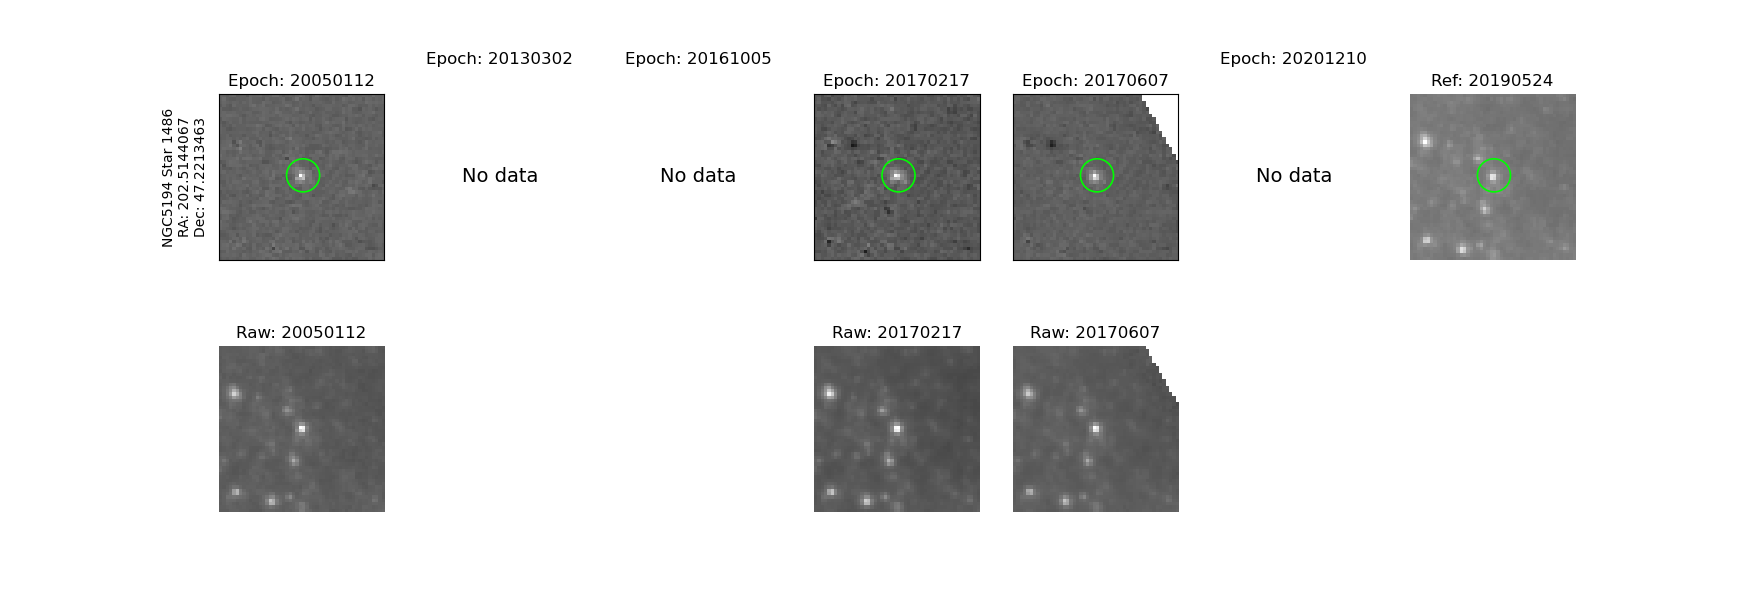 Epoch: 20130302
Epoch: 20161005
Epoch: 20201210
Epoch: 20050112
Epoch: 20170217
Epoch: 20170607
Ref: 20190524
NGC5194 Star 1486
RA: 202.5144067
Dec: 47.2213463
No data
No data
No data
Raw: 20050112
Raw: 20170217
Raw: 20170607